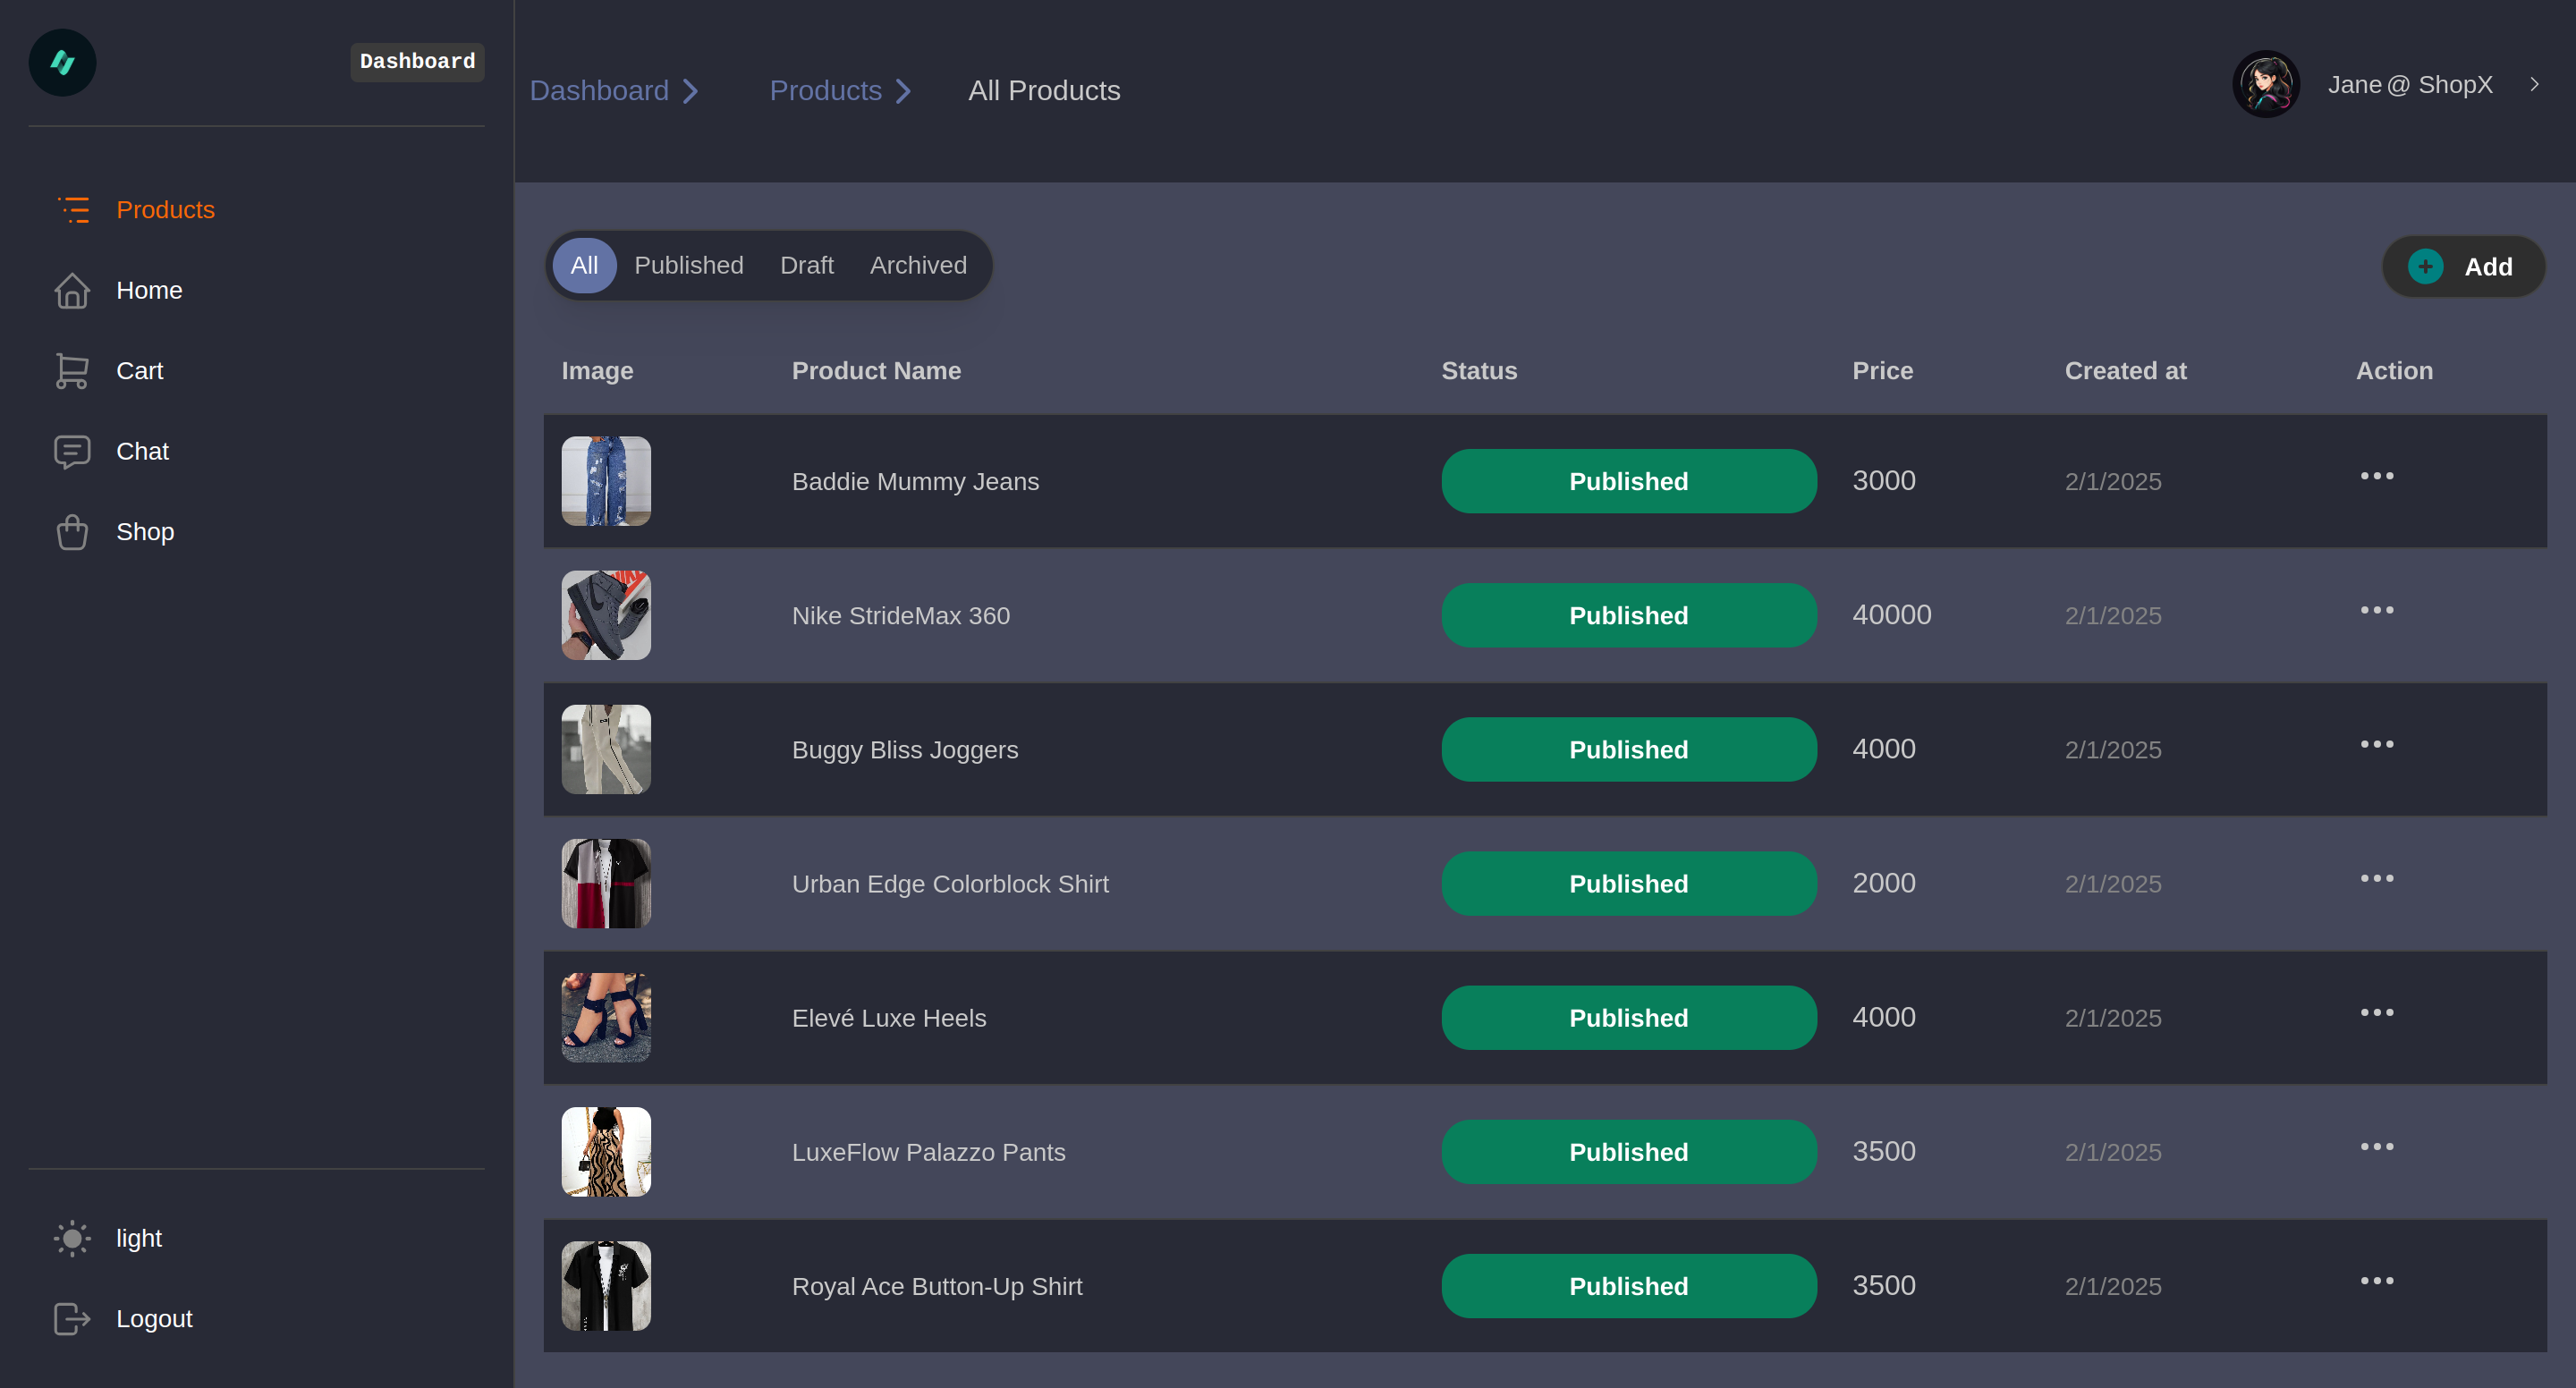 Dashboard
Products
Home
Cart
Chat
Shop
light
Logout
Dashboard Products All Products
Jane @ ShopX
All Published Draft Archived
Add
Image Product Name Status Price Created at Action
Baddie Mummy Jeans Published 3000 2/1/2025
Nike StrideMax 360 Published 40000 2/1/2025
Buggy Bliss Joggers Published 4000 2/1/2025
Urban Edge Colorblock Shirt Published 2000 2/1/2025
Elevé Luxe Heels Published 4000 2/1/2025
LuxeFlow Palazzo Pants Published 3500 2/1/2025
Royal Ace Button-Up Shirt Published 3500 2/1/2025